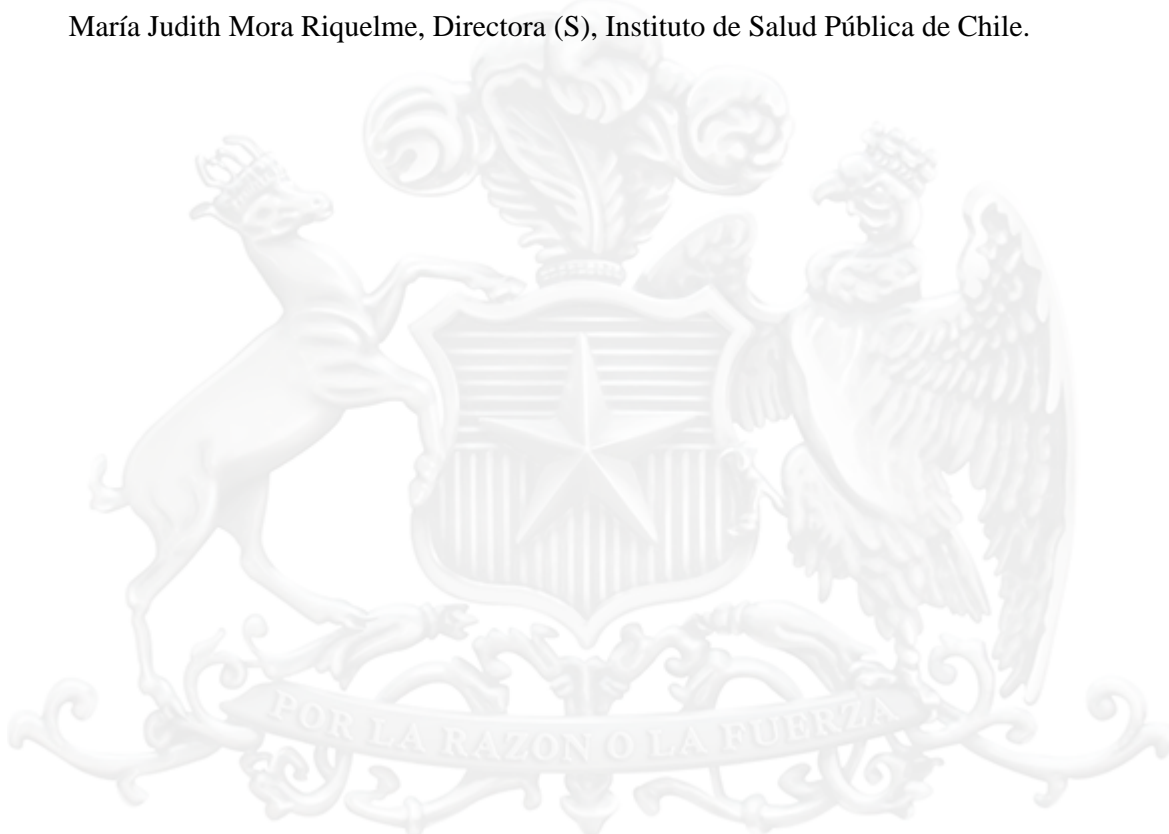 María Judith Mora Riquelme, Directora (S), Instituto de Salud Pública de Chile.
POR LA RAZON O LA FUERZA